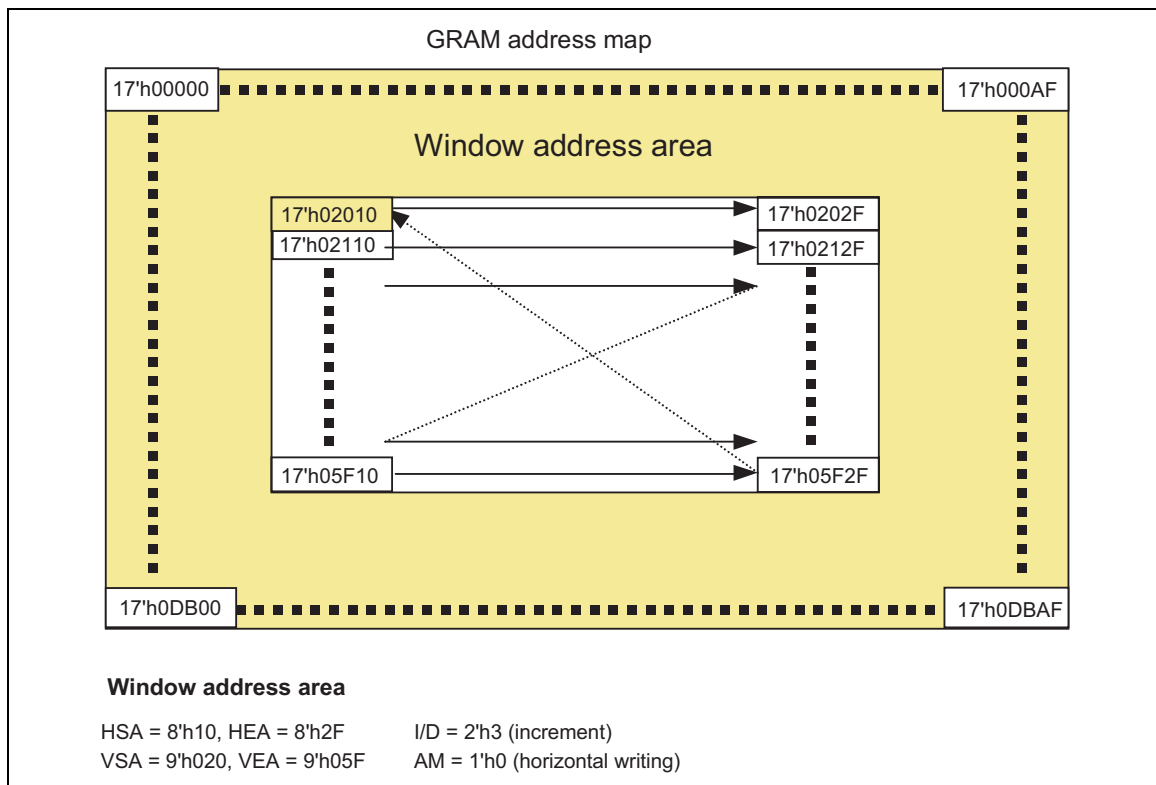 GRAM address map
17'h00000 17'h000AF
Window address area
17'h02010 17'h0202F
17'h02110 17'h0212F
17'h05F10 17'h05F2F
17'h0DB00 17'h0DBAF
Window address area
HSA = 8'h10, HEA = 8'h2F I/D = 2'h3 (increment)
VSA = 9'h020, VEA = 9'h05F AM = 1'h0 (horizontal writing)